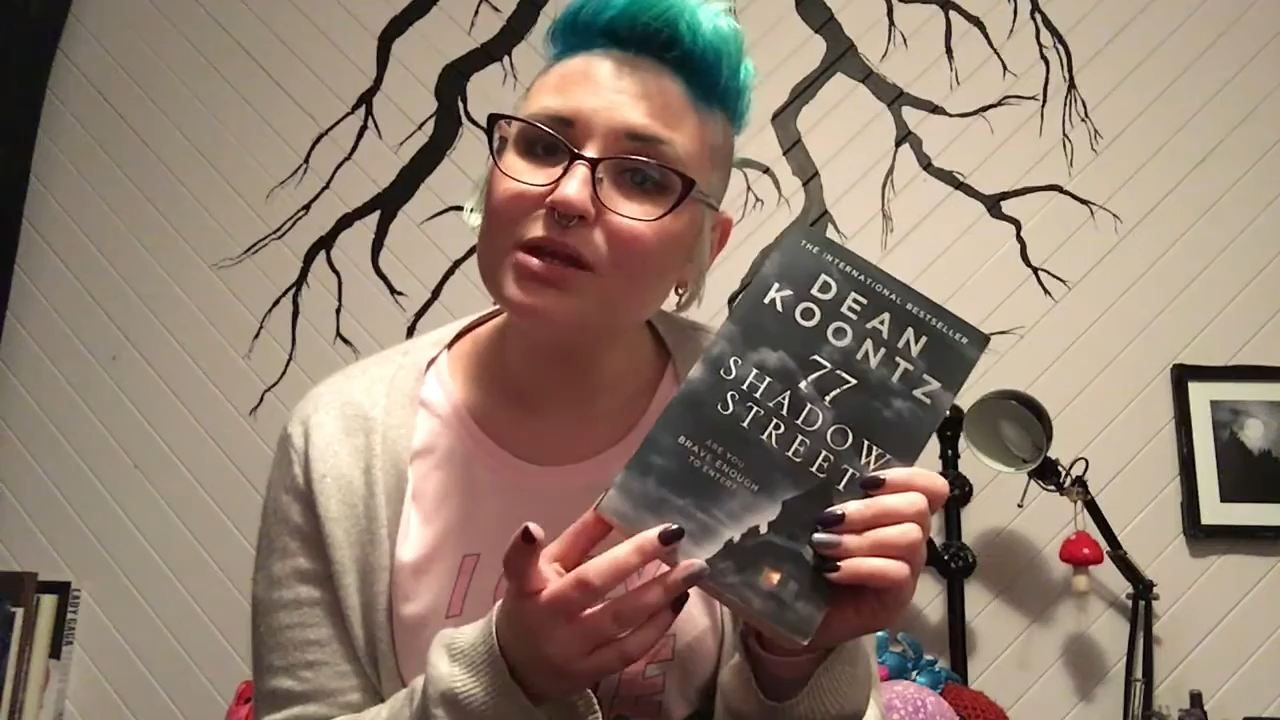 THE INTERNATIONAL BESTSELLER
DEAN
KOONTZ
77
SHADOW
STREET
ARE YOU
BRAVE ENOUGH
TO ENTER?
LADY GAGA